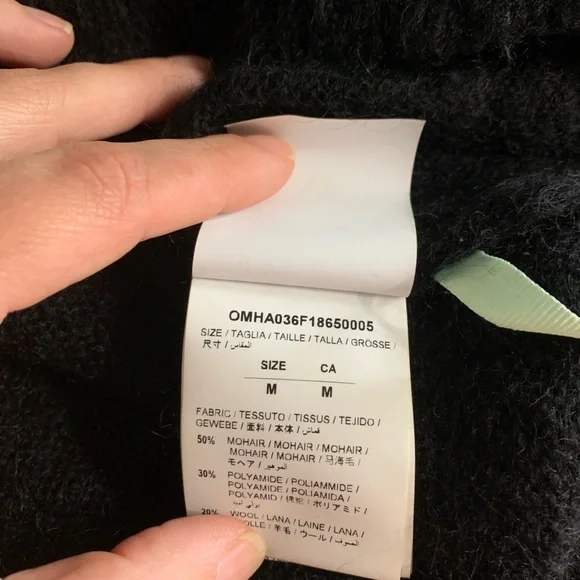 OMHA036F18650005
SIZE / TAGLIA / TAILLE / TALLA / GRÖSSE /
尺寸 / المقاس
SIZE CA
M M
FABRIC / TESSUTO / TISSUS / TEJIDO /
GEWEBE / 面料 / 本体 / قماش
50% MOHAIR / MOHAIR / MOHAIR /
MOHAIR / MOHAIR / 马海毛 /
モヘア / الموهير
30% POLYAMIDE / POLIAMMIDE /
POLYAMIDE / POLIAMIDA /
POLYAMID / ポリアミド /
20% WOOL / LANA / LAINE / LANA /
WOLLE / 羊毛 / ウール / الصوف